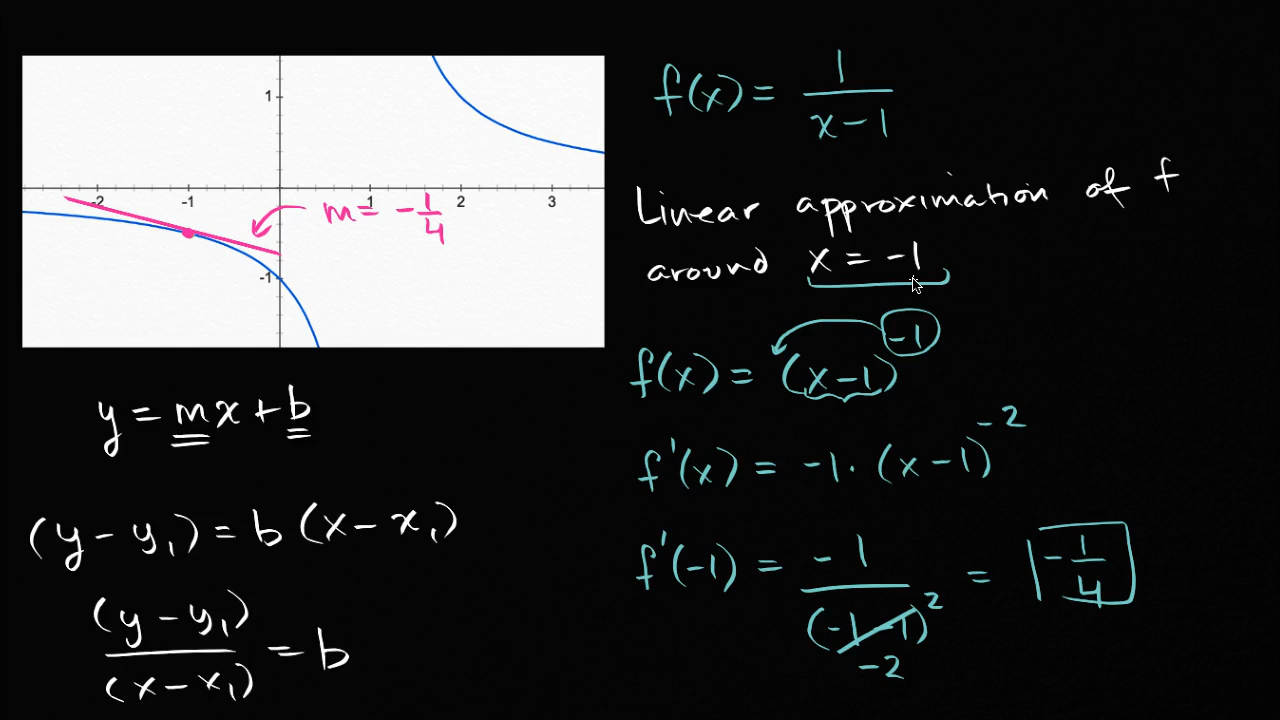 1
-2
-1
1
2
3
-1
m = -1/4
y = mx + b
(y - y₁) = b (x - x₁)
(y - y₁)/(x - x₁) = b
f(x) = 1/(x - 1)
Linear approximation of f
around x = -1
f(x) = (x - 1)⁻¹
f'(x) = -1 · (x - 1)⁻²
f'(-1) = -1/(-1 - 1)² = -1/4
-2